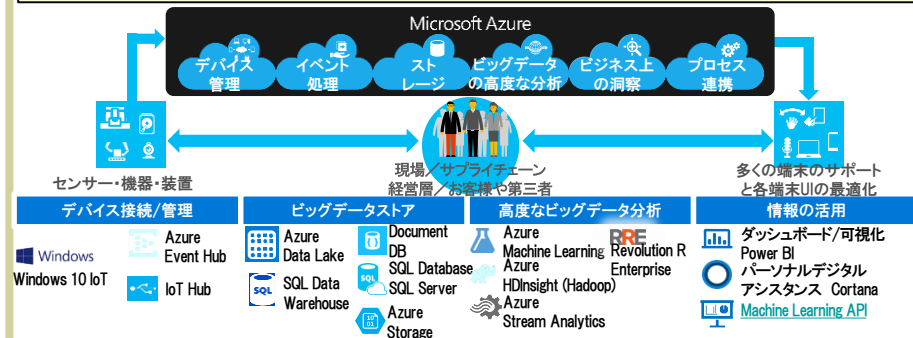 Microsoft Azure
デバイス
管理
イベント
処理
スト
レージ
ビッグデータ
の高度な分析
ビジネス上
の洞察
プロセス
連携
センサー・機器・装置
現場／サプライチェーン
経営層／お客様や第三者
多くの端末のサポート
と各端末UIの最適化
デバイス接続/管理
Windows
Windows 10 IoT
Azure
Event Hub
IoT Hub
ビッグデータストア
Azure
Data Lake
SQL
SQL Data
Warehouse
Document
DB
SQL Database
SQL Server
SQL
10
01
Azure
Storage
高度なビッグデータ分析
Azure
Machine Learning
Azure
HDInsight (Hadoop)
Azure
Stream Analytics
RRE
Revolution R
Enterprise
情報の活用
ダッシュボード/可視化
Power BI
パーソナルデジタル
アシスタンス Cortana
Machine Learning API